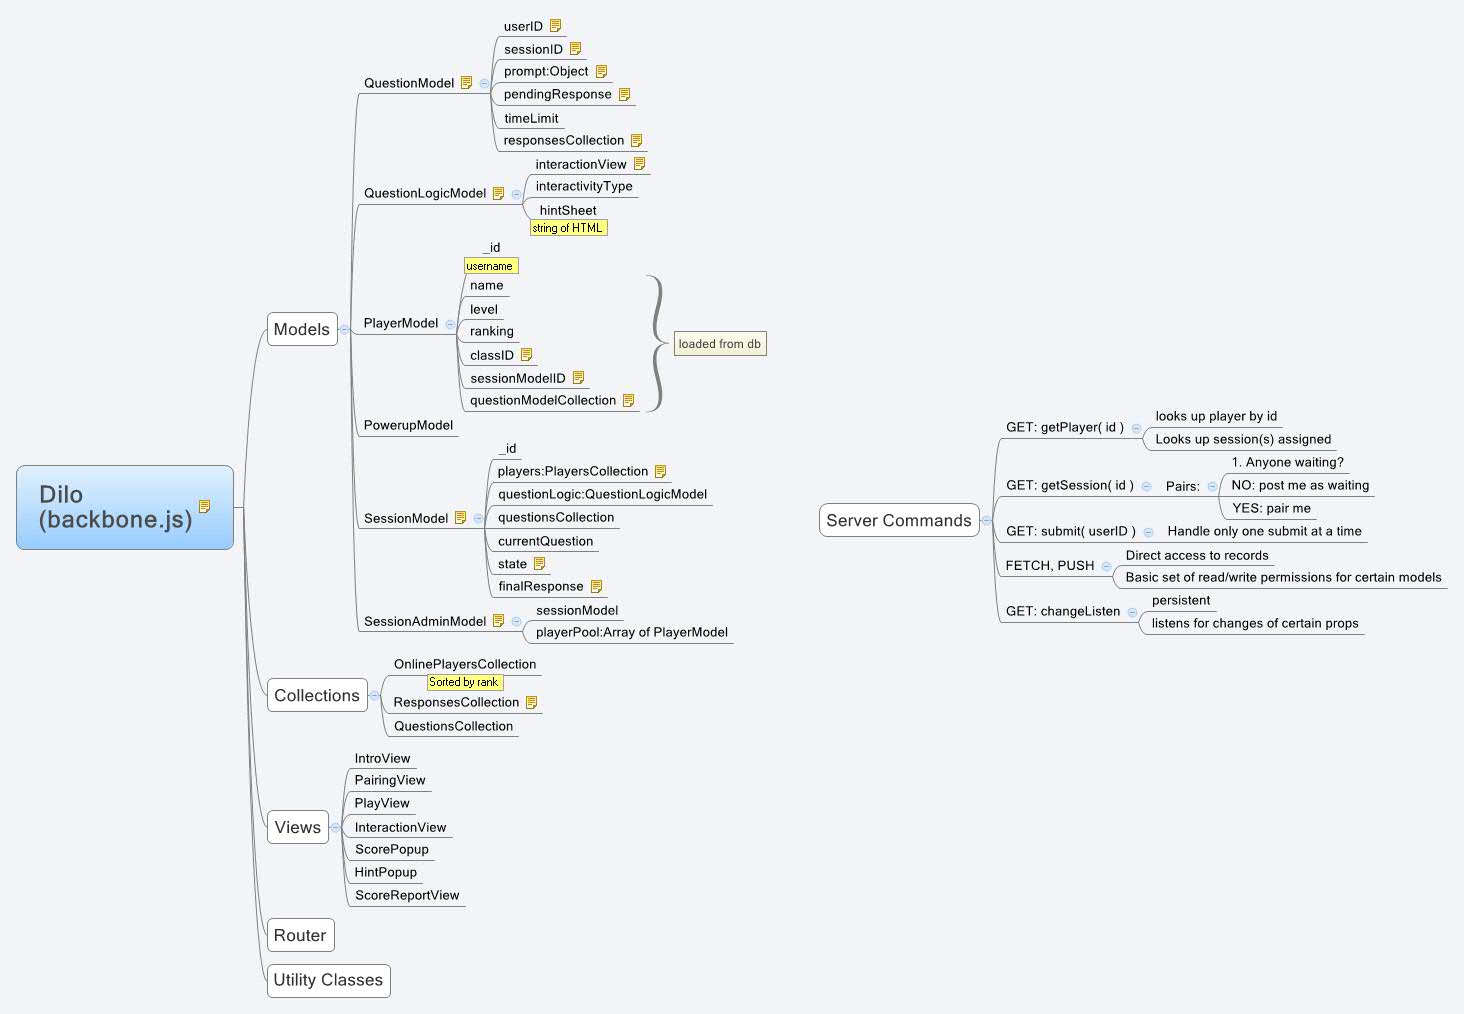 Dilo
(backbone.js)
Models
QuestionModel
userID
sessionID
prompt:Object
pendingResponse
timeLimit
responsesCollection
QuestionLogicModel
interactionView
interactivityType
hintSheet
string of HTML
PlayerModel
_id
username
name
level
ranking
classID
sessionModelID
questionModelCollection
loaded from db
PowerupModel
SessionModel
_id
players:PlayersCollection
questionLogic:QuestionLogicModel
questionsCollection
currentQuestion
state
finalResponse
SessionAdminModel
sessionModel
playerPool:Array of PlayerModel
Collections
OnlinePlayersCollection
Sorted by rank
ResponsesCollection
QuestionsCollection
Views
IntroView
PairingView
PlayView
InteractionView
ScorePopup
HintPopup
ScoreReportView
Router
Utility Classes
Server Commands
GET: getPlayer( id )
looks up player by id
Looks up session(s) assigned
GET: getSession( id )
Pairs:
1. Anyone waiting?
NO: post me as waiting
YES: pair me
GET: submit( userID )
Handle only one submit at a time
FETCH, PUSH
Direct access to records
Basic set of read/write permissions for certain models
GET: changeListen
persistent
listens for changes of certain props